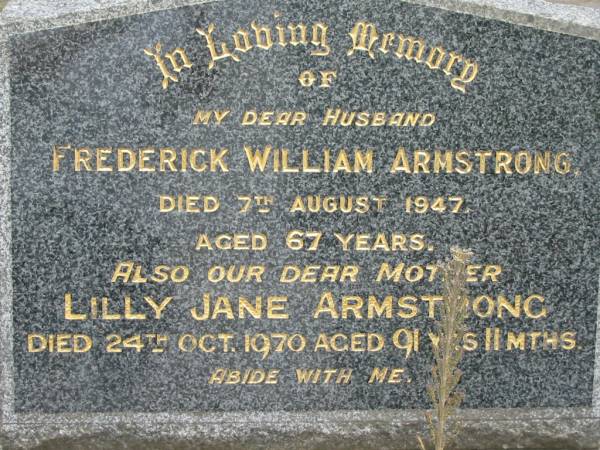 In Loving Memory
OF
MY DEAR HUSBAND
FREDERICK WILLIAM ARMSTRONG.
DIED 7TH AUGUST 1947.
AGED 67 YEARS.
ALSO OUR DEAR MOTHER
LILLY JANE ARMSTRONG
DIED 24TH OCT. 1970 AGED 91 YRS 11 MTHS.
ABIDE WITH ME.